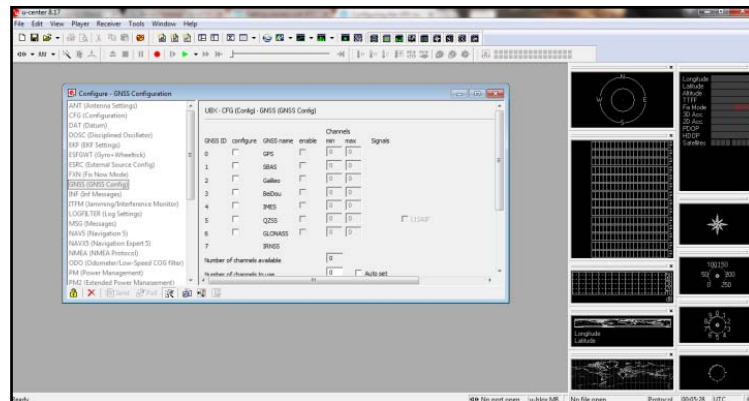 u-center 8.17
File Edit View Player Receiver Tools Window Help
Configure - GNSS Configuration
ANT (Antenna Settings)
CFG (Configuration)
DAT (Datum)
DOSC (Disciplined Oscillator)
EKF (EKF Settings)
ESFGWT (Gyro+Wheeltick)
ESRC (External Source Config)
FXN (Fix Now Mode)
GNSS (GNSS Config)
INF (Inf Messages)
ITFM (Jamming/Interference Monitor)
LOGFILTER (Log Settings)
MSG (Messages)
NAV5 (Navigation 5)
NAVX5 (Navigation Expert 5)
NMEA (NMEA Protocol)
ODO (Odometer/Low-Speed COG filter)
PM (Power Management)
PM2 (Extended Power Management)
UBX - CFG (Config) - GNSS (GNSS Config)
Channels
GNSS ID configure GNSS name enable min max Signals
0 GPS 0 0
1 SBAS 0 0
2 Galileo 0 0
3 BeiDou 0 0
4 IMES 0 0
5 QZSS 0 0
6 GLONASS 0 0
7 IRNSS
Number of channels available 0
Number of channels to use 0 Auto set
Send Poll
Longitude
Latitude
Altitude
TTFF
Fix Mode
3D Acc
2D Acc
PDOP
HDOP
Satellites
N
W E
S
100 150
50 200
0 250
Longitude
Latitude
Ready
No port open
No file open
Protocol
00:05:28
UTC